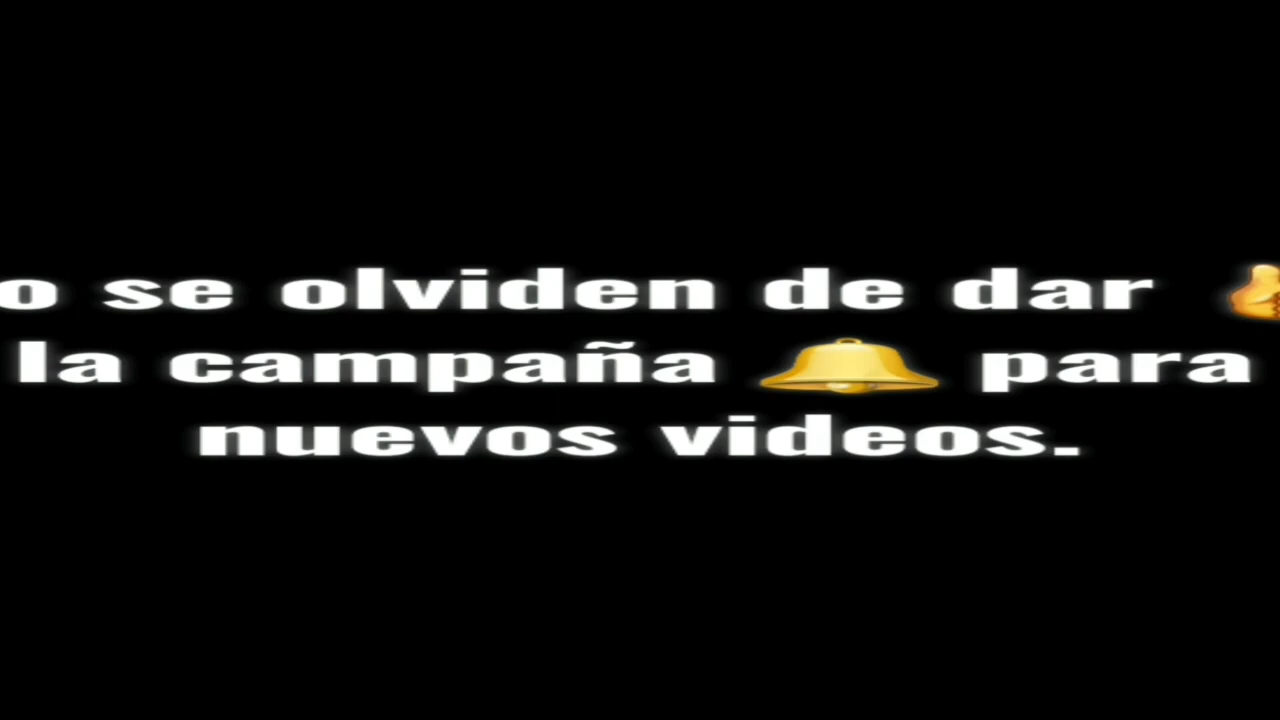 o se olviden de dar 👍
la campaña 🔔 para
nuevos videos.